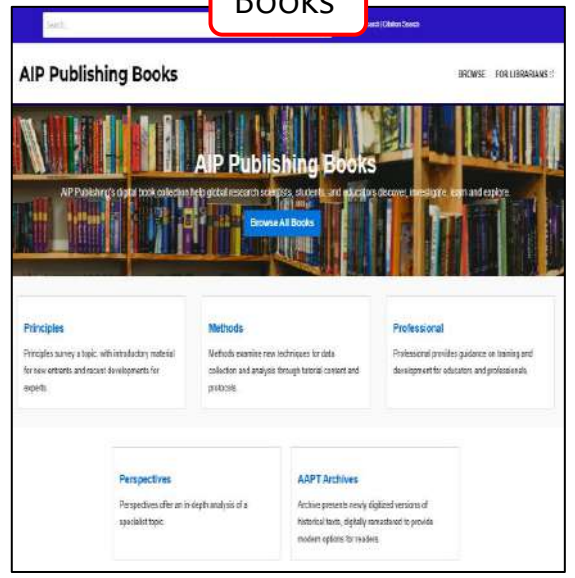 Books
Search...
Search | Citation Search
AIP Publishing Books
BROWSE FOR LIBRARIANS
AIP Publishing Books
AIP Publishing's digital book collection help global research scientists, students, and educators discover, investigate, learn and explore.
Browse All Books
Principles
Principles survey a topic, with introductory material
for new entrants and recent developments for
experts.
Methods
Methods examine new techniques for data
collection and analysis through tutorial content and
protocols.
Professional
Professional provides guidance on training and
development for educators and professionals.
Perspectives
Perspectives offer an in-depth analysis of a
specialist topic.
AAPT Archives
Archive presents newly digitized versions of
historical texts, digitally remastered to provide
modern options for readers.